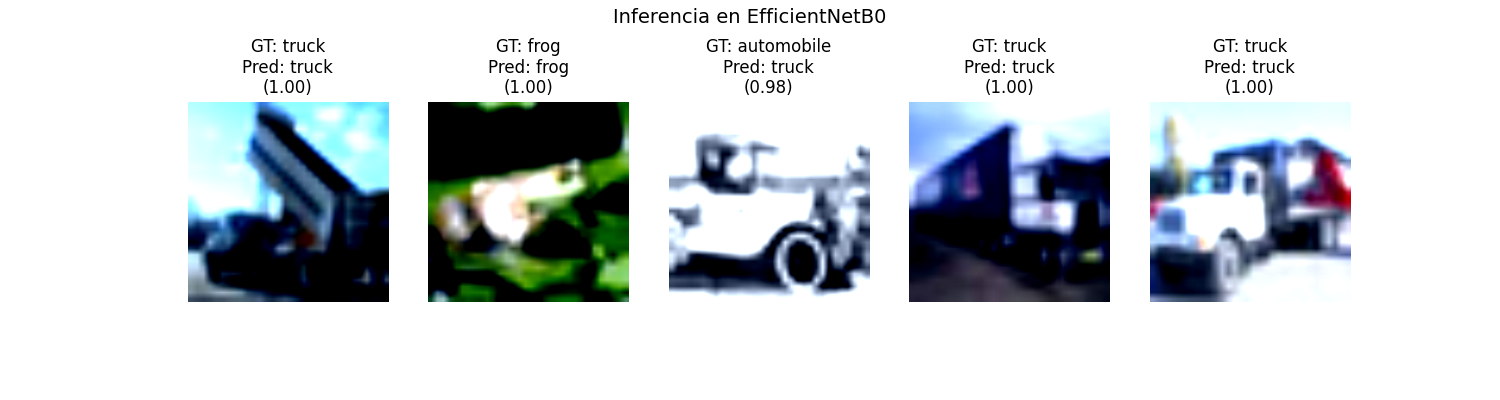 Inferencia en EfficientNetB0
GT: truck
Pred: truck
(1.00)
GT: frog
Pred: frog
(1.00)
GT: automobile
Pred: truck
(0.98)
GT: truck
Pred: truck
(1.00)
GT: truck
Pred: truck
(1.00)